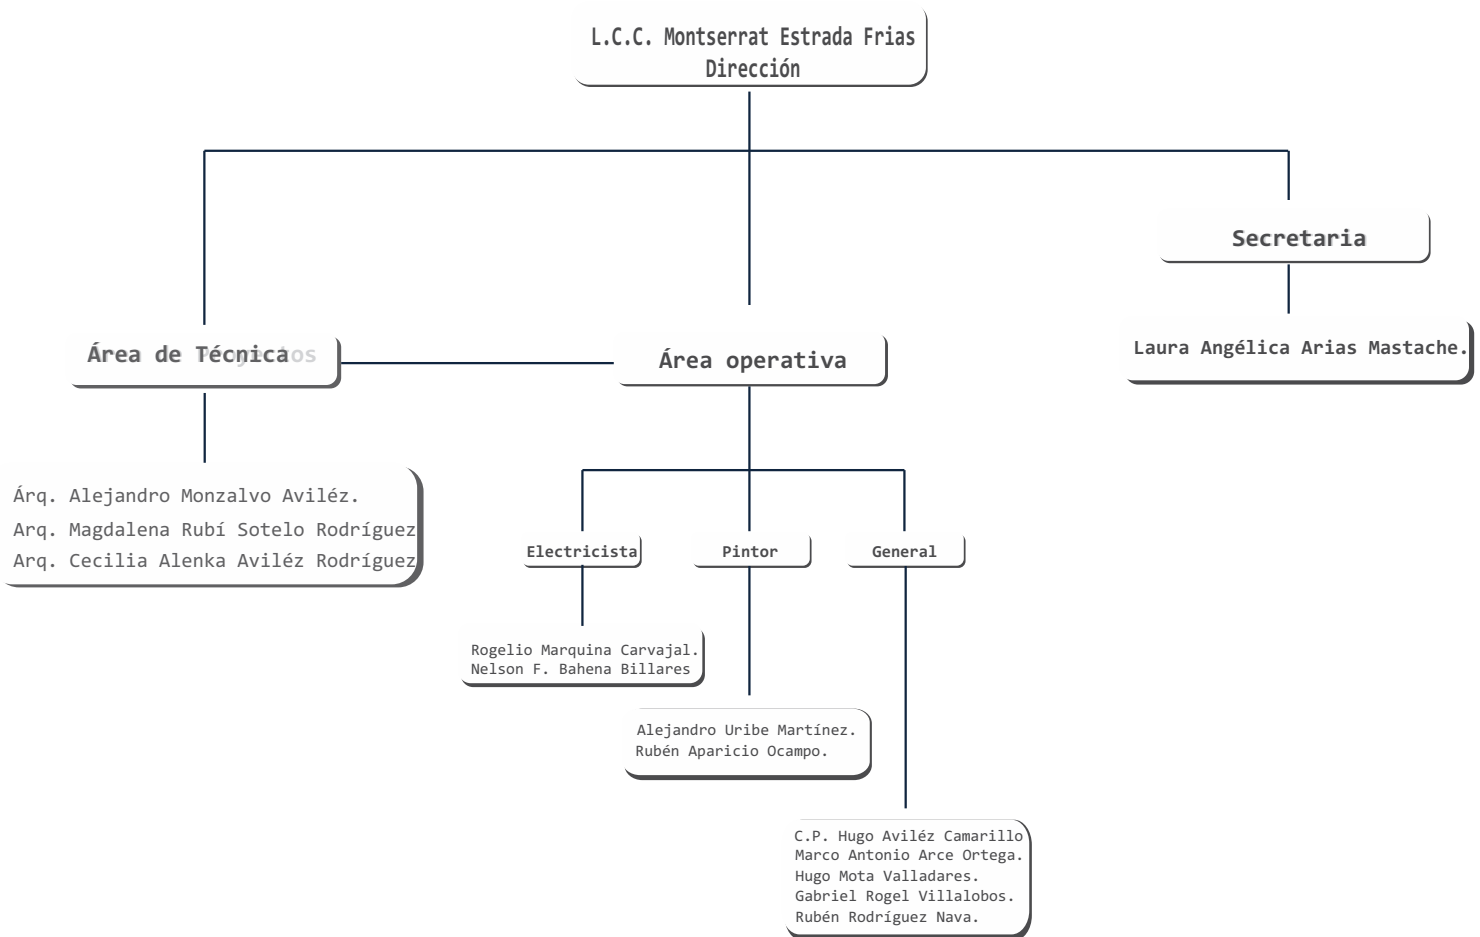 L.C.C. Montserrat Estrada Frias
Dirección
Secretaria
Laura Angélica Arias Mastache.
Área de Técnica
Área operativa
Árq. Alejandro Monzalvo Aviléz.
Arq. Magdalena Rubí Sotelo Rodríguez
Arq. Cecilia Alenka Aviléz Rodríguez
Electricista
Pintor
General
Rogelio Marquina Carvajal.
Nelson F. Bahena Billares
Alejandro Uribe Martínez.
Rubén Aparicio Ocampo.
C.P. Hugo Aviléz Camarillo
Marco Antonio Arce Ortega.
Hugo Mota Valladares.
Gabriel Rogel Villalobos.
Rubén Rodríguez Nava.